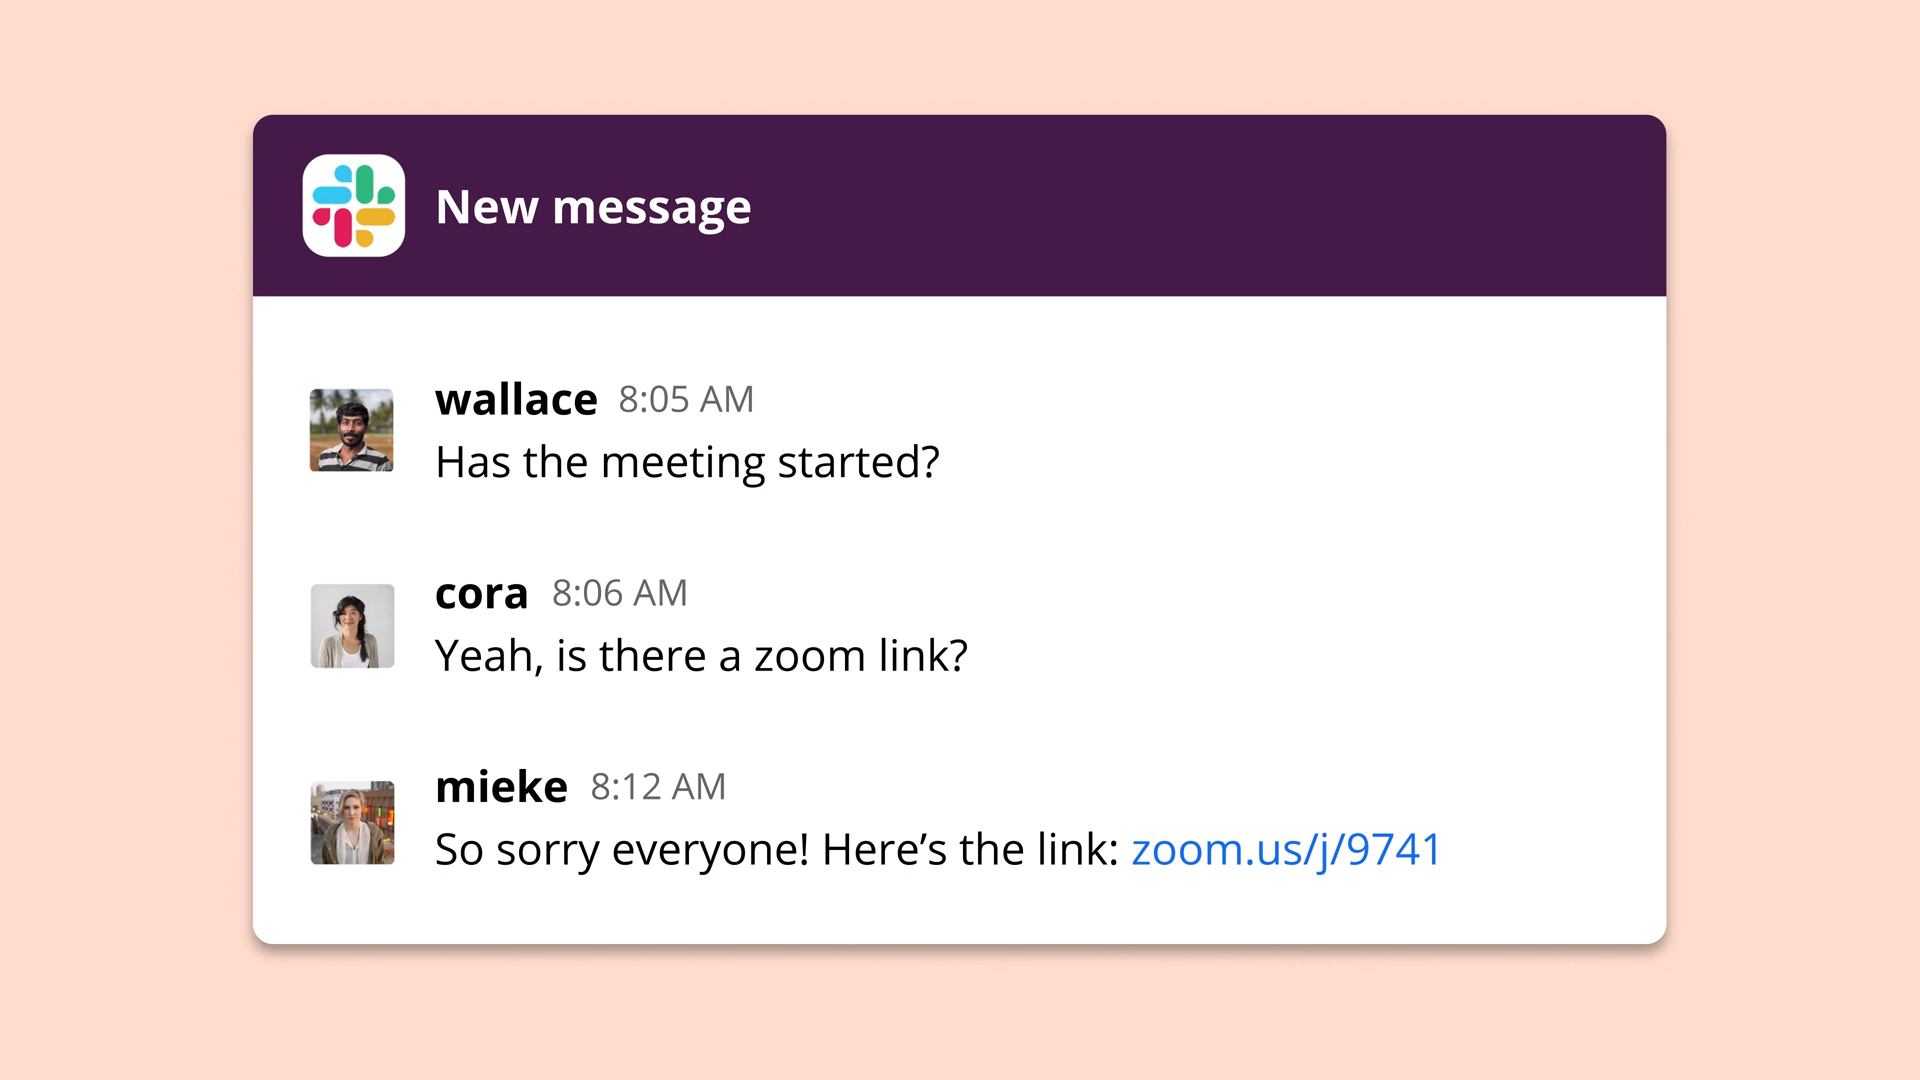 New message
wallace 8:05 AM
Has the meeting started?
cora 8:06 AM
Yeah, is there a zoom link?
mieke 8:12 AM
So sorry everyone! Here’s the link: zoom.us/j/9741